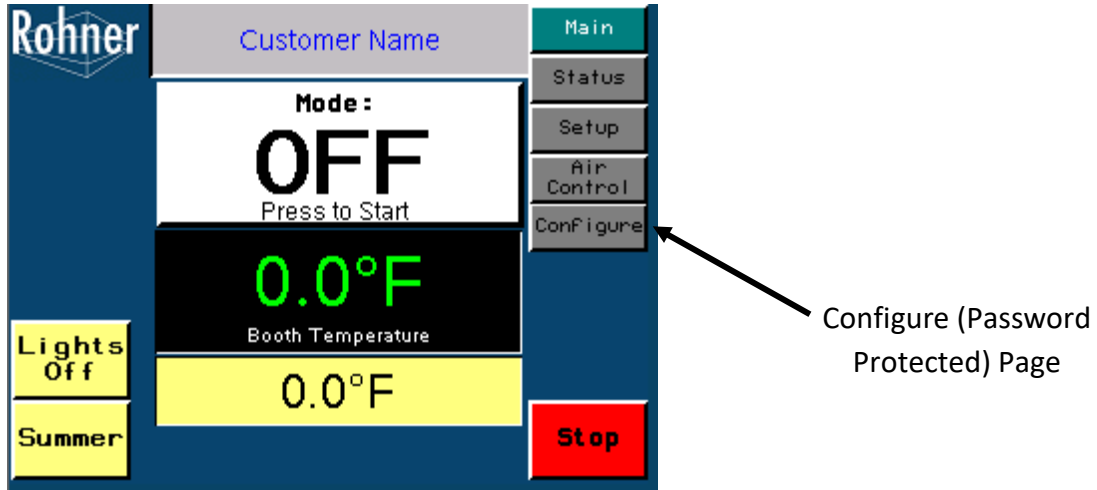 Rohner
Customer Name
Main
Status
Setup
Air
Control
Configure
Mode:
OFF
Press to Start
0.0°F
Booth Temperature
0.0°F
Lights
Off
Summer
Stop
Configure (Password
Protected) Page